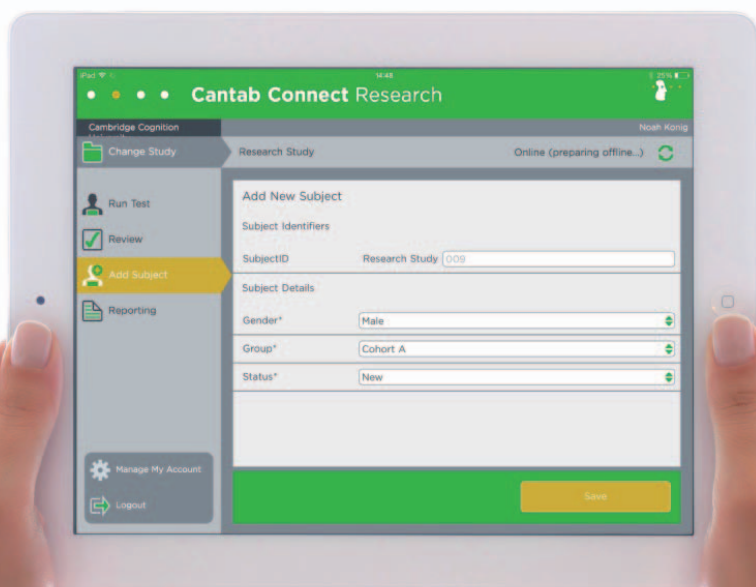 iPad
14:48
25%
Cantab Connect Research
Cambridge Cognition
Noah Konig
Change Study
Research Study
Online (preparing offline...)
Run Test
Review
Add Subject
Reporting
Manage My Account
Logout
Add New Subject
Subject Identifiers
SubjectID Research Study 009
Subject Details
Gender* Male
Group* Cohort A
Status* New
Save